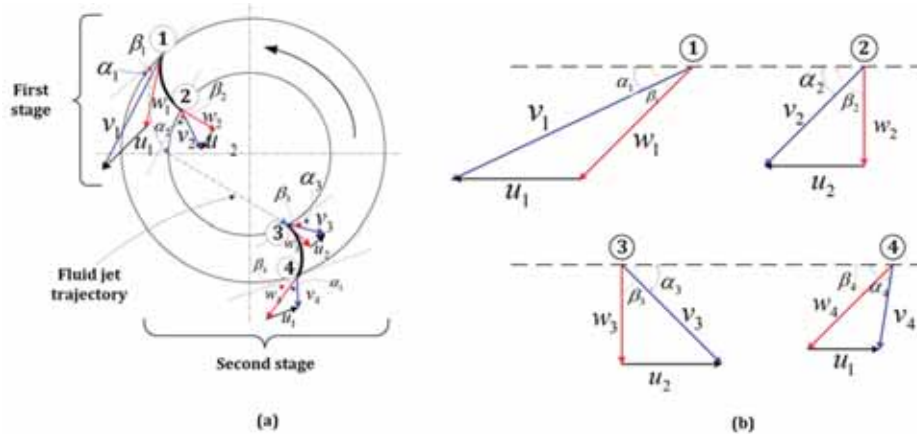 First
stage
1
β₁
α₁
w₁
v₁
u₁
2
β₂
α₂
w₂
v₂
u
2
α₃
β₃
v₃
3
w
u₂
β₄
4
α₄
w
v₄
u₁
Fluid jet
trajectory
Second stage
(a)
1
α₁
β₁
v₁
w₁
u₁
2
α₂
β₂
v₂
w₂
u₂
3
β₃
α₃
w₃
v₃
u₂
4
β₄
α₄
w₄
v₄
u₁
(b)